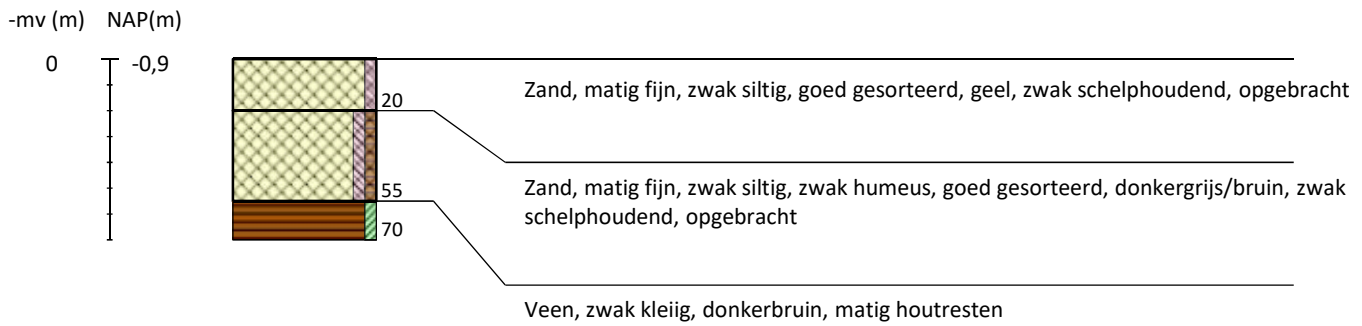 -mv (m) NAP(m)
0 -0,9
Zand, matig fijn, zwak siltig, goed gesorteerd, geel, zwak schelphoudend, opgebracht
20
Zand, matig fijn, zwak siltig, zwak humeus, goed gesorteerd, donkergrijs/bruin, zwak
schelphoudend, opgebracht
55
70
Veen, zwak kleiig, donkerbruin, matig houtresten